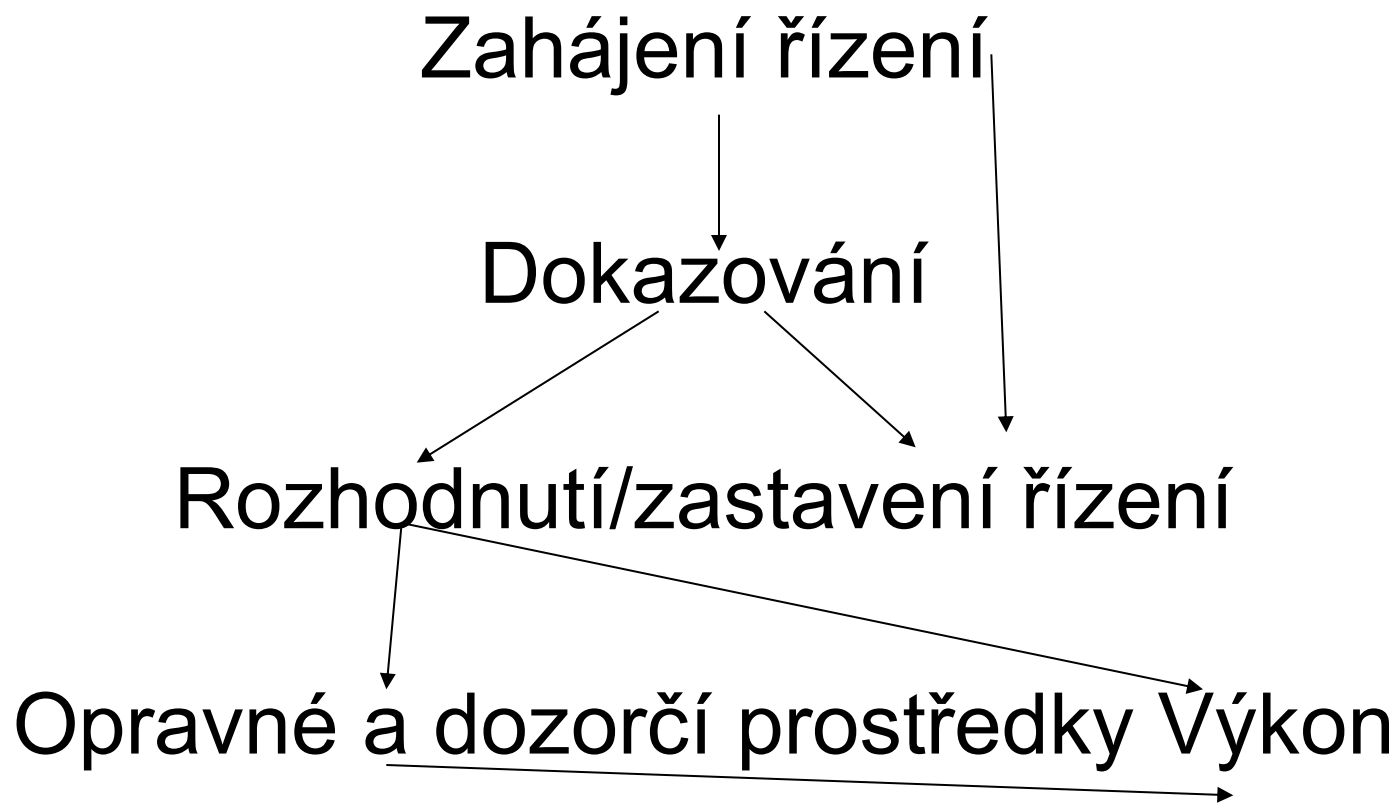 Zahájení řízení
Dokazování
Rozhodnutí/zastavení řízení
Opravné a dozorčí prostředky Výkon